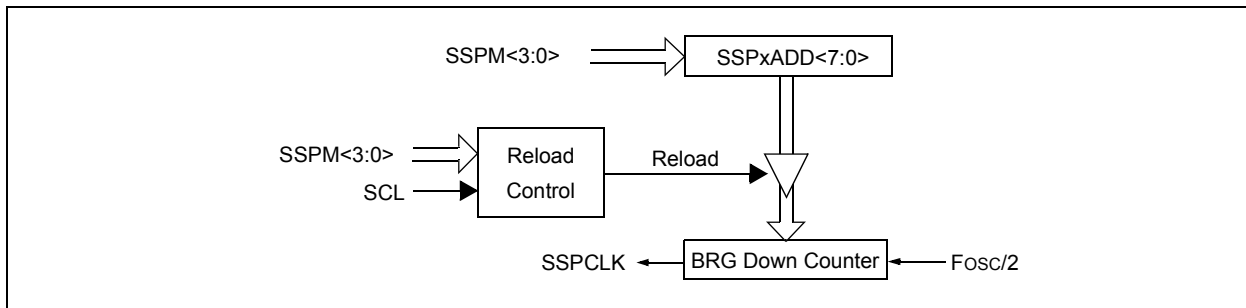 SSPM<3:0>
SSPxADD<7:0>
SSPM<3:0>
SCL
Reload
Control
Reload
SSPCLK
BRG Down Counter
FOSC/2